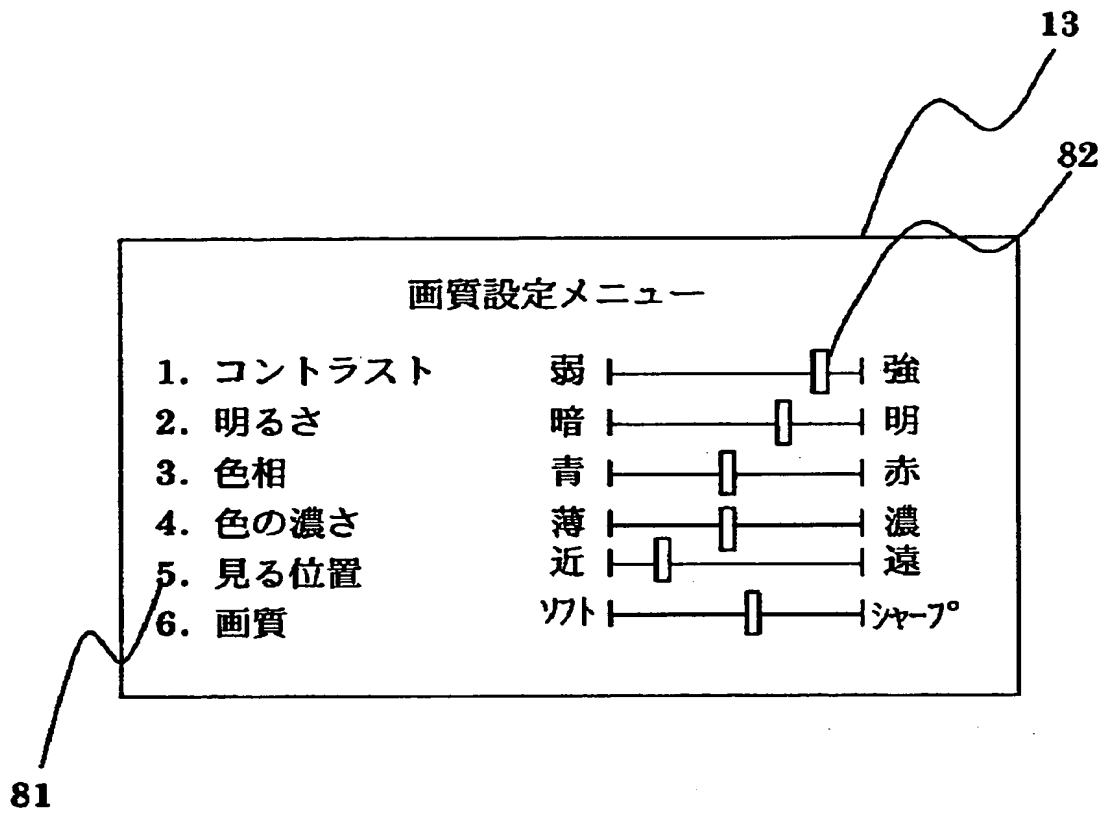 13
82
画質設定メニュー
1. コントラスト 弱 強
2. 明るさ 暗 明
3. 色相 青 赤
4. 色の濃さ 薄 濃
5. 見る位置 近 遠
6. 画質 ソフト シャープ
81